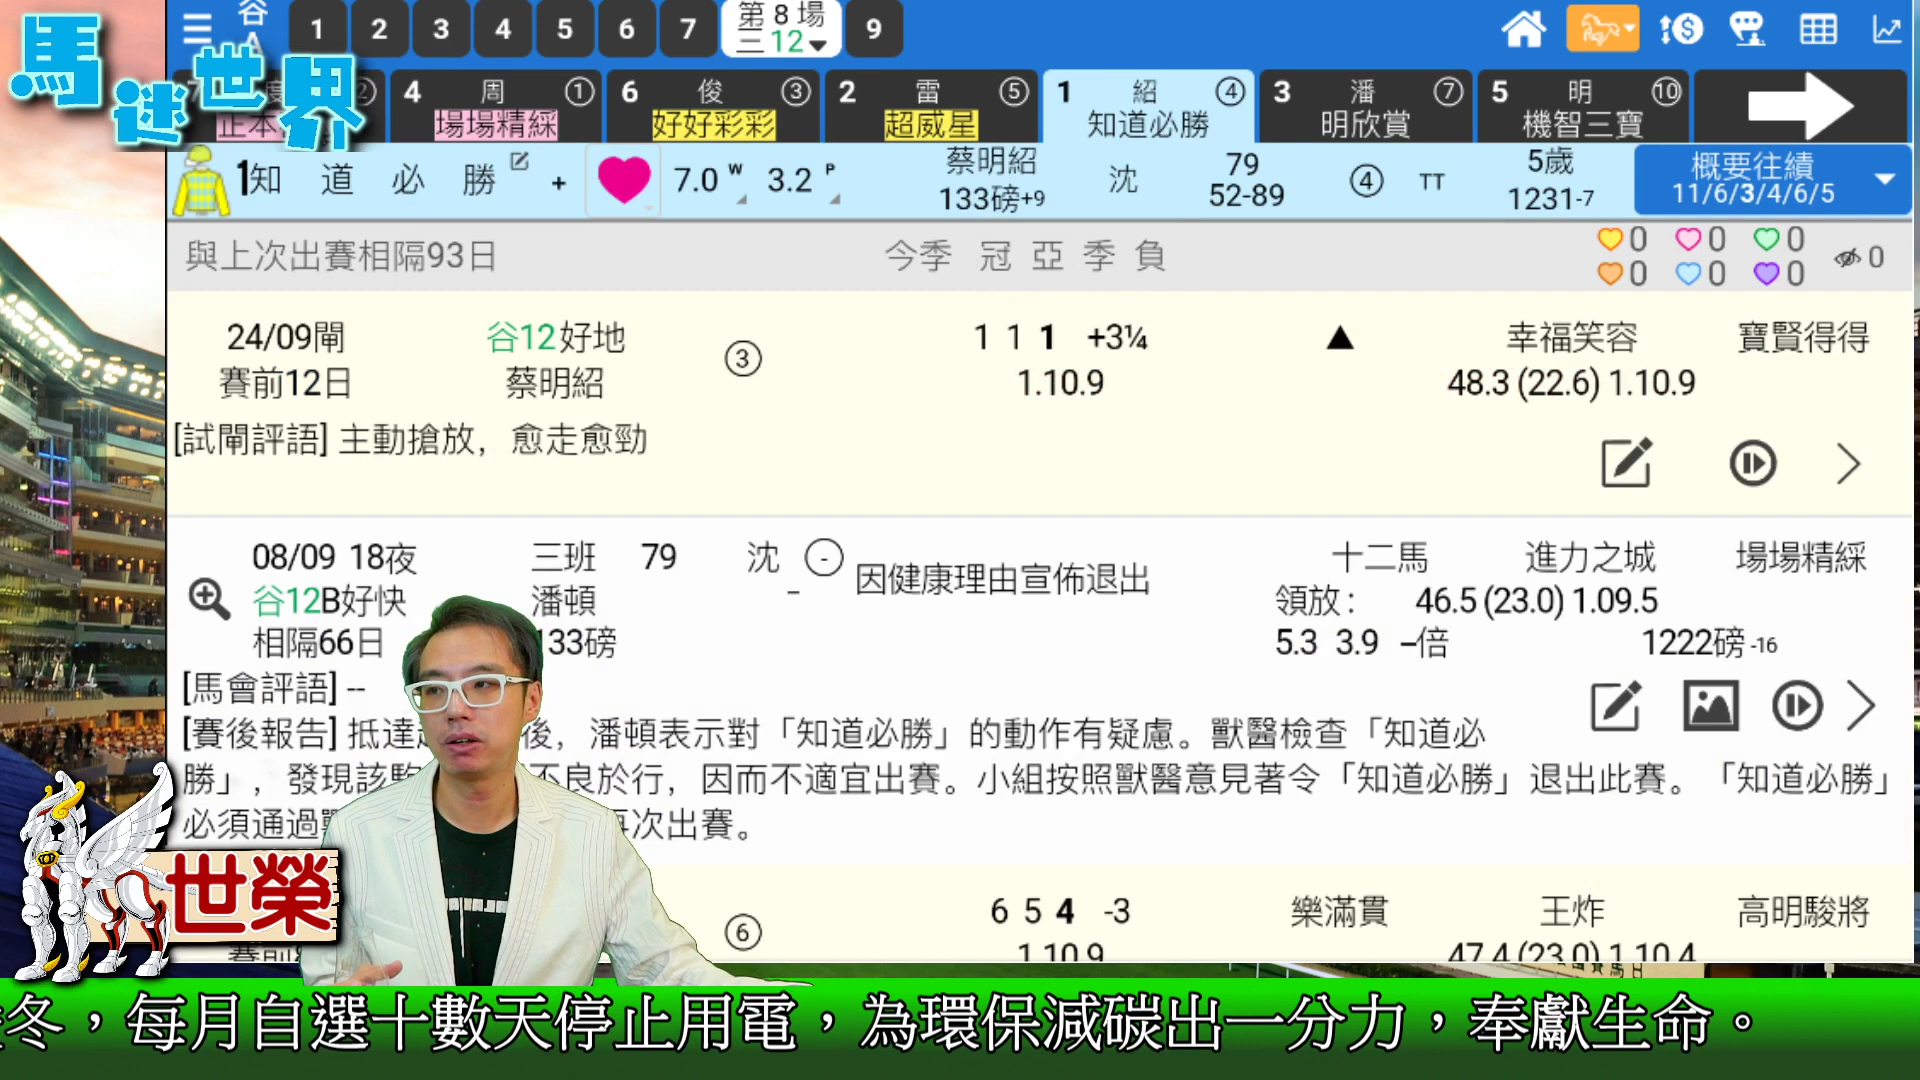 馬迷世界
谷
A
1 2 3 4 5 6 7
第 8 場
三 12
9
4 周 ①
場場精綵
6 俊 ③
好好彩彩
2 雷 ⑤
超威星
1 紹 ④
知道必勝
3 潘 ⑦
明欣賞
5 明 ⑩
機智三寶
1知道必勝 + 7.0 W 3.2 P
蔡明紹
133磅+9
沈
79
52-89
④ TT
5歲
1231-7
概要往績
11/6/3/4/6/5
與上次出賽相隔93日 今季 冠 亞 季 負
0 0 0
0 0 0
0
24/09閘 谷12好地 ③ 1 1 1 +3¼ ▲ 幸福笑容 寶賢得得
賽前12日 蔡明紹 1.10.9 48.3 (22.6) 1.10.9
[試閘評語] 主動搶放，愈走愈勁
08/09 18夜 三班 79 沈 - 因健康理由宣佈退出 十二馬 進力之城 場場精綵
谷12B好快 潘頓 - 領放： 46.5 (23.0) 1.09.5
相隔66日 133磅 5.3 3.9 –倍 1222磅 -16
[馬會評語] --
[賽後報告] 抵達 後，潘頓表示對「知道必勝」的動作有疑慮。獸醫檢查「知道必
勝」，發現該駒 不良於行，因而不適宜出賽。小組按照獸醫意見著令「知道必勝」退出此賽。「知道必勝」
必須通過 再次出賽。
⑥ 6 5 4 -3 樂滿貫 王炸 高明駿將
賽前 1.10.9 47.4 (23.0) 1.10.4
世榮
冬，每月自選十數天停止用電，為環保減碳出一分力，奉獻生命。